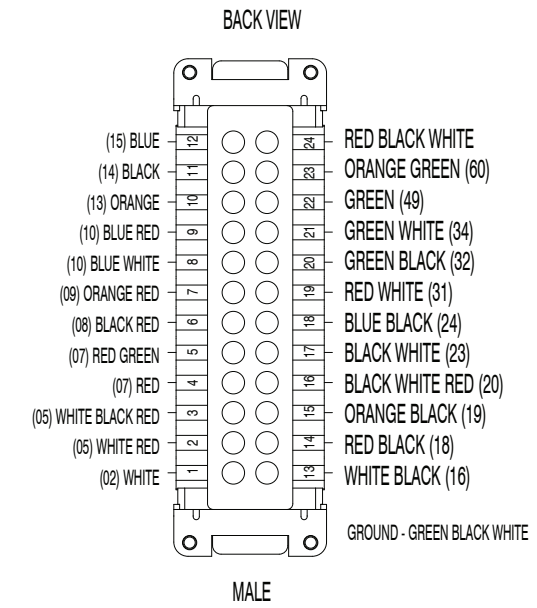 BACK VIEW
(15) BLUE 12 24 RED BLACK WHITE
(14) BLACK 11 23 ORANGE GREEN (60)
(13) ORANGE 10 22 GREEN (49)
(10) BLUE RED 9 21 GREEN WHITE (34)
(10) BLUE WHITE 8 20 GREEN BLACK (32)
(09) ORANGE RED 7 19 RED WHITE (31)
(08) BLACK RED 6 18 BLUE BLACK (24)
(07) RED GREEN 5 17 BLACK WHITE (23)
(07) RED 4 16 BLACK WHITE RED (20)
(05) WHITE BLACK RED 3 15 ORANGE BLACK (19)
(05) WHITE RED 2 14 RED BLACK (18)
(02) WHITE 1 13 WHITE BLACK (16)
GROUND - GREEN BLACK WHITE
MALE